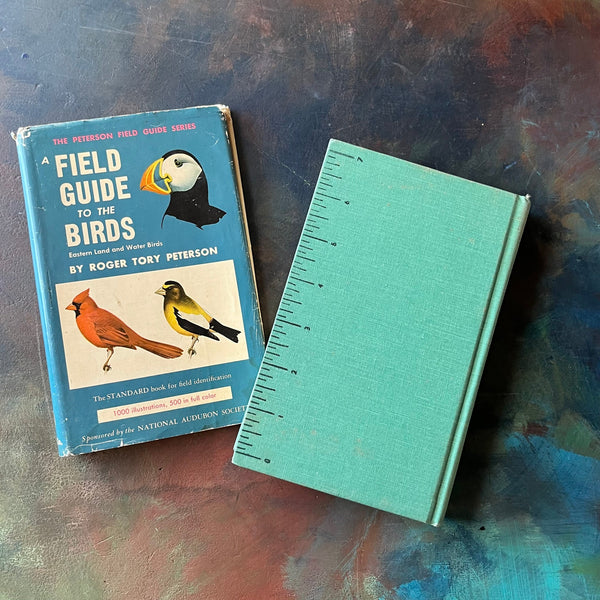 THE PETERSON FIELD GUIDE SERIES
A
FIELD
GUIDE
TO THE
BIRDS
Eastern Land and Water Birds
BY ROGER TORY PETERSON
The STANDARD book for field identification
1000 illustrations, 500 in full color
Sponsored by the NATIONAL AUDUBON SOCIETY
7
6
5
4
3
2
1
0